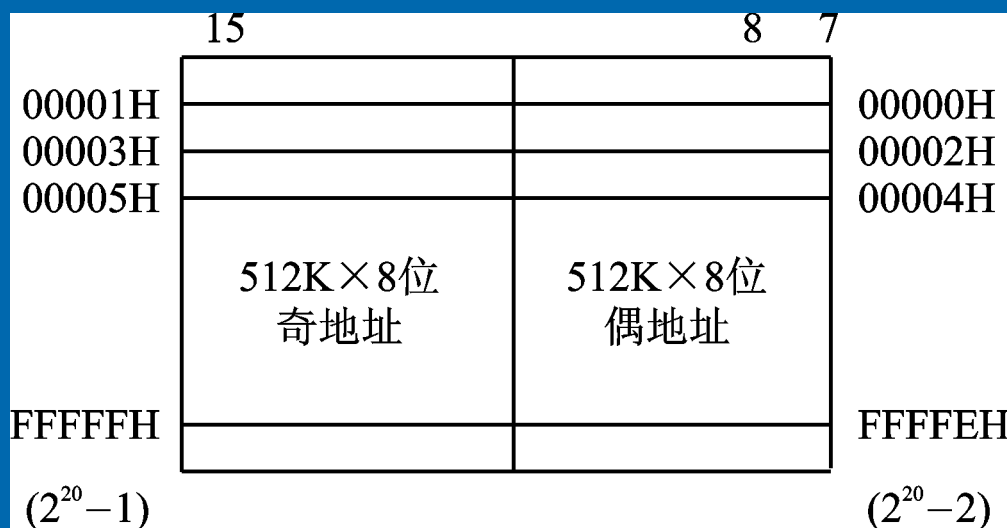 15 8 7
00001H 00000H
00003H 00002H
00005H 00004H
512K×8位 512K×8位
奇地址 偶地址
FFFFFH FFFFEH
(2²⁰−1) (2²⁰−2)